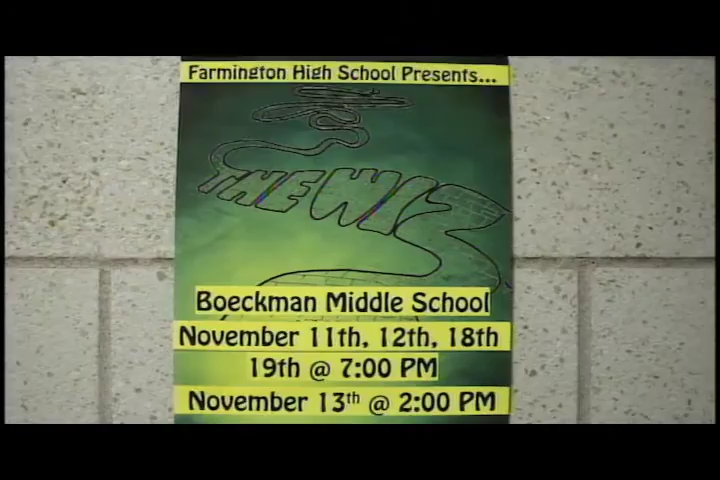 Farmington High School Presents...
THE WIZ
Boeckman Middle School
November 11th, 12th, 18th
19th @ 7:00 PM
November 13th @ 2:00 PM